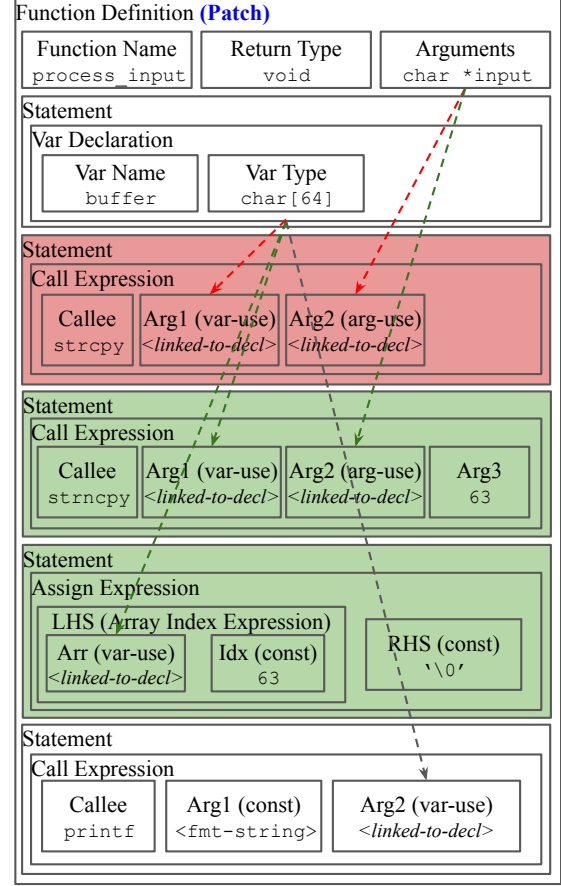 Function Definition (Patch)
Function Name
process_input
Return Type
void
Arguments
char *input
Statement
Var Declaration
Var Name
buffer
Var Type
char[64]
Statement
Call Expression
Callee
strcpy
Arg1 (var-use)
<linked-to-decl>
Arg2 (arg-use)
<linked-to-decl>
Statement
Call Expression
Callee
strncpy
Arg1 (var-use)
<linked-to-decl>
Arg2 (arg-use)
<linked-to-decl>
Arg3
63
Statement
Assign Expression
LHS (Array Index Expression)
Arr (var-use)
<linked-to-decl>
Idx (const)
63
RHS (const)
'\0'
Statement
Call Expression
Callee
printf
Arg1 (const)
<fmt-string>
Arg2 (var-use)
<linked-to-decl>